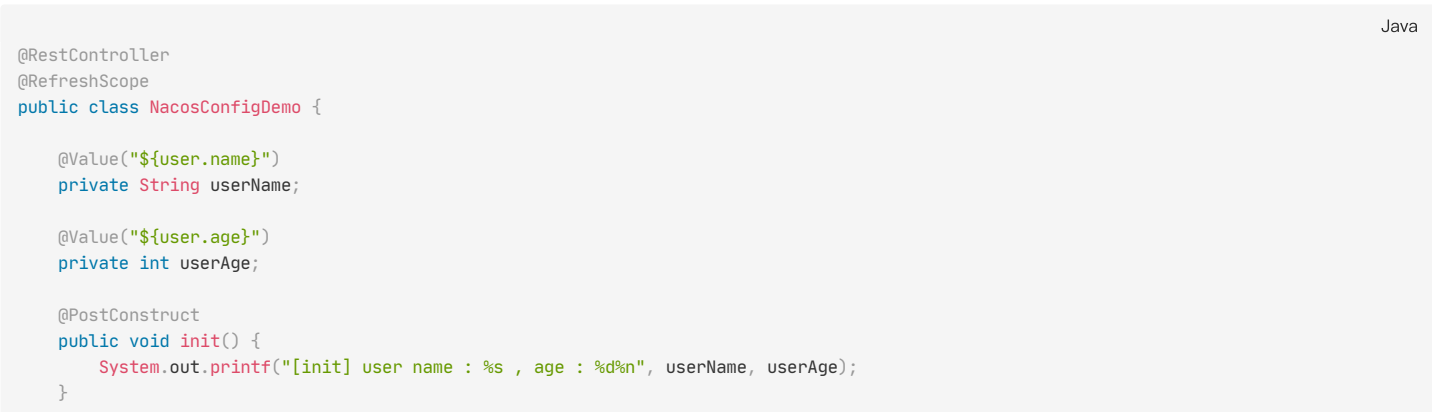 Java
@RestController
@RefreshScope
public class NacosConfigDemo {
@Value("${user.name}")
private String userName;
@Value("${user.age}")
private int userAge;
@PostConstruct
public void init() {
System.out.printf("[init] user name : %s , age : %d%n", userName, userAge);
}